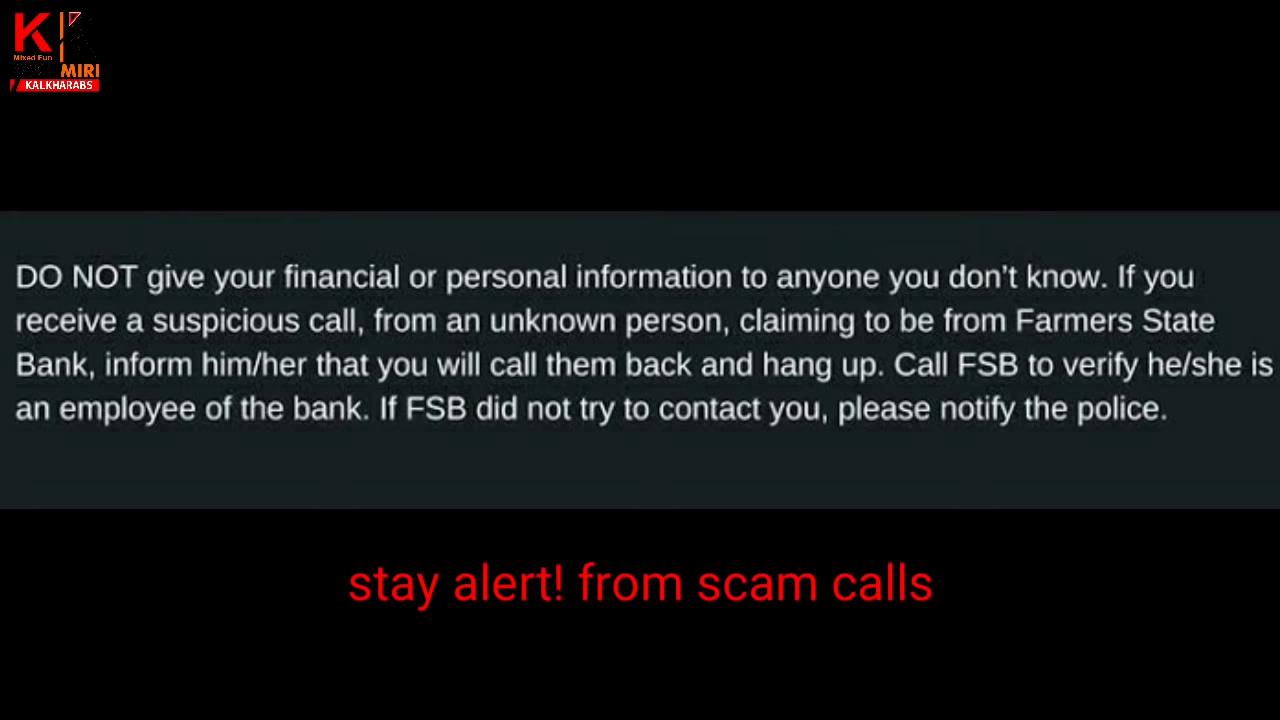 K
Mixed Fun
MIRI
KALKHARABS
DO NOT give your financial or personal information to anyone you don't know. If you
receive a suspicious call, from an unknown person, claiming to be from Farmers State
Bank, inform him/her that you will call them back and hang up. Call FSB to verify he/she is
an employee of the bank. If FSB did not try to contact you, please notify the police.
stay alert! from scam calls